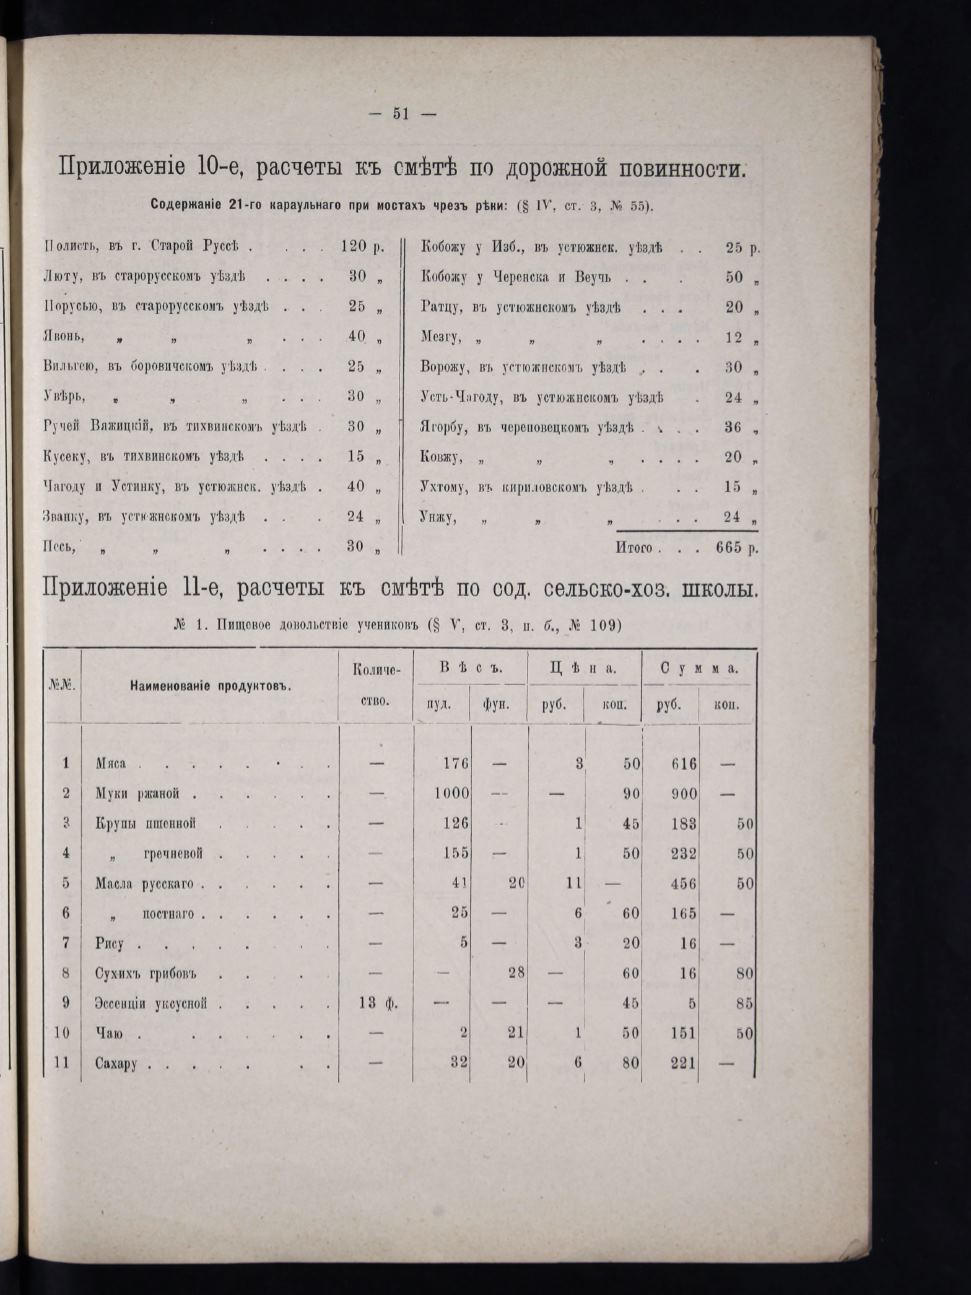 — 51 —
Приложеніе 10-е, расчеты къ смѣтѣ по дорожной повинности.
Содержаніе 21-го караульнаго при мостахъ чрезъ рѣки: (§ IV, ст. 3, № 55).
Полисть, въ г. Старой Руссѣ . . . . 120 р.
Люту, въ старорусскомъ уѣздѣ . . . . 30 „
Порусью, въ старорусскомъ уѣздѣ . . . 25 „
Явонь, „ „ „ . . . 40 „
Вильгею, въ боровичскомъ уѣздѣ . . . . 25 „
Увѣрь, „ „ „ . . . 30 „
Ручей Вяжицкій, въ тихвинскомъ уѣздѣ . 30 „
Кусеку, въ тихвинскомъ уѣздѣ . . . . 15 „
Чагоду и Устинку, въ устюжнск. уѣздѣ . 40 „
Званку, въ устюжнскомъ уѣздѣ . . . 24 „
Песь, „ „ „ . . . . 30 „
Кобожу у Изб., въ устюжнск. уѣздѣ . . 25 р.
Кобожу у Черенска и Веучь . . . 50 „
Ратцу, въ устюжнскомъ уѣздѣ . . . 20 „
Мезгу, „ „ „ . . . . 12 „
Ворожу, въ устюжнскомъ уѣздѣ . . . 30 „
Усть-Чагоду, въ устюжнскомъ уѣздѣ . 24 „
Ягорбу, въ череповецкомъ уѣздѣ . . . . 36 „
Ковжу, „ „ „ . . . . 20 „
Ухтому, въ кириловскомъ уѣздѣ . . . 15 „
Унжу, „ „ „ . . . 24 „
Итого . . . 665 р.
Приложеніе 11-е, расчеты къ смѣтѣ по сод. сельско-хоз. школы.
№ 1. Пищевое довольствіе учениковъ (§ V, ст. 3, п. б., № 109)
№№. Наименованіе продуктовъ. Количе-ство. Вѣсъ. Цѣна. Сумма.
пуд. фун. руб. коп. руб. коп.
1 Мяса . . . . . . . . — 176 — 3 50 616 —
2 Муки ржаной . . . . . . — 1000 — — 90 900 —
3 Крупы пшенной . . . . . — 126 - 1 45 183 50
4 „ гречневой . . . . . — 155 — 1 50 232 50
5 Масла русскаго . . . . . . — 41 20 11 — 456 50
6 „ постнаго . . . . . . — 25 — 6 60 165 —
7 Рису . . . . . . . . — 5 — 3 20 16 —
8 Сухихъ грибовъ . . . . . — — 28 — 60 16 80
9 Эссенціи уксусной . . . . . 13 ф. — — — 45 5 85
10 Чаю . . . . . . . — 2 21 1 50 151 50
11 Сахару . . . . . . . — 32 20 6 80 221 —